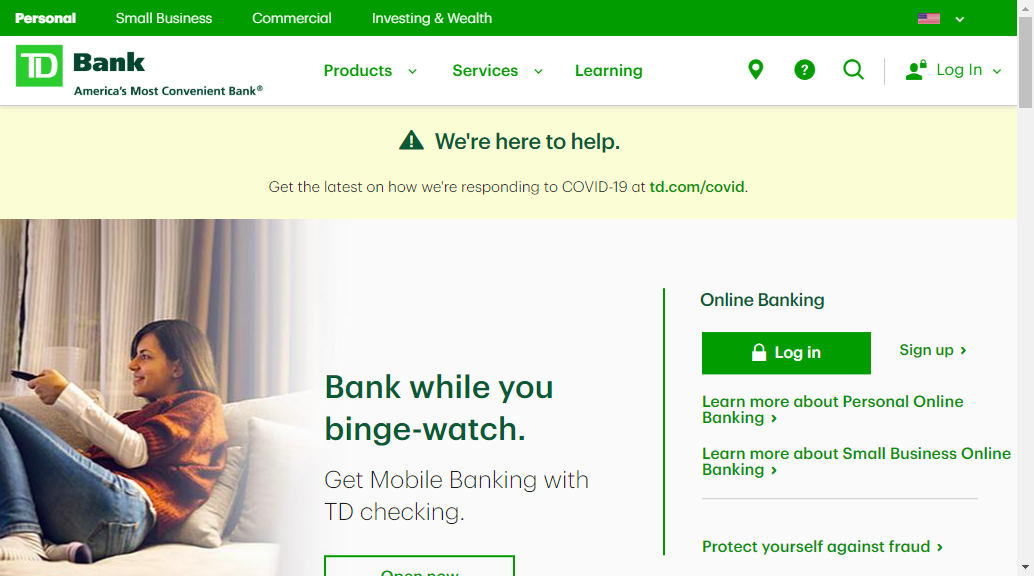 Personal Small Business Commercial Investing & Wealth
TD Bank
America's Most Convenient Bank®
Products Services Learning ? Log In
We're here to help.
Get the latest on how we're responding to COVID-19 at td.com/covid.
Bank while you
binge-watch.
Get Mobile Banking with
TD checking.
Open now
Online Banking
Log in Sign up ›
Learn more about Personal Online
Banking ›
Learn more about Small Business Online
Banking ›
Protect yourself against fraud ›